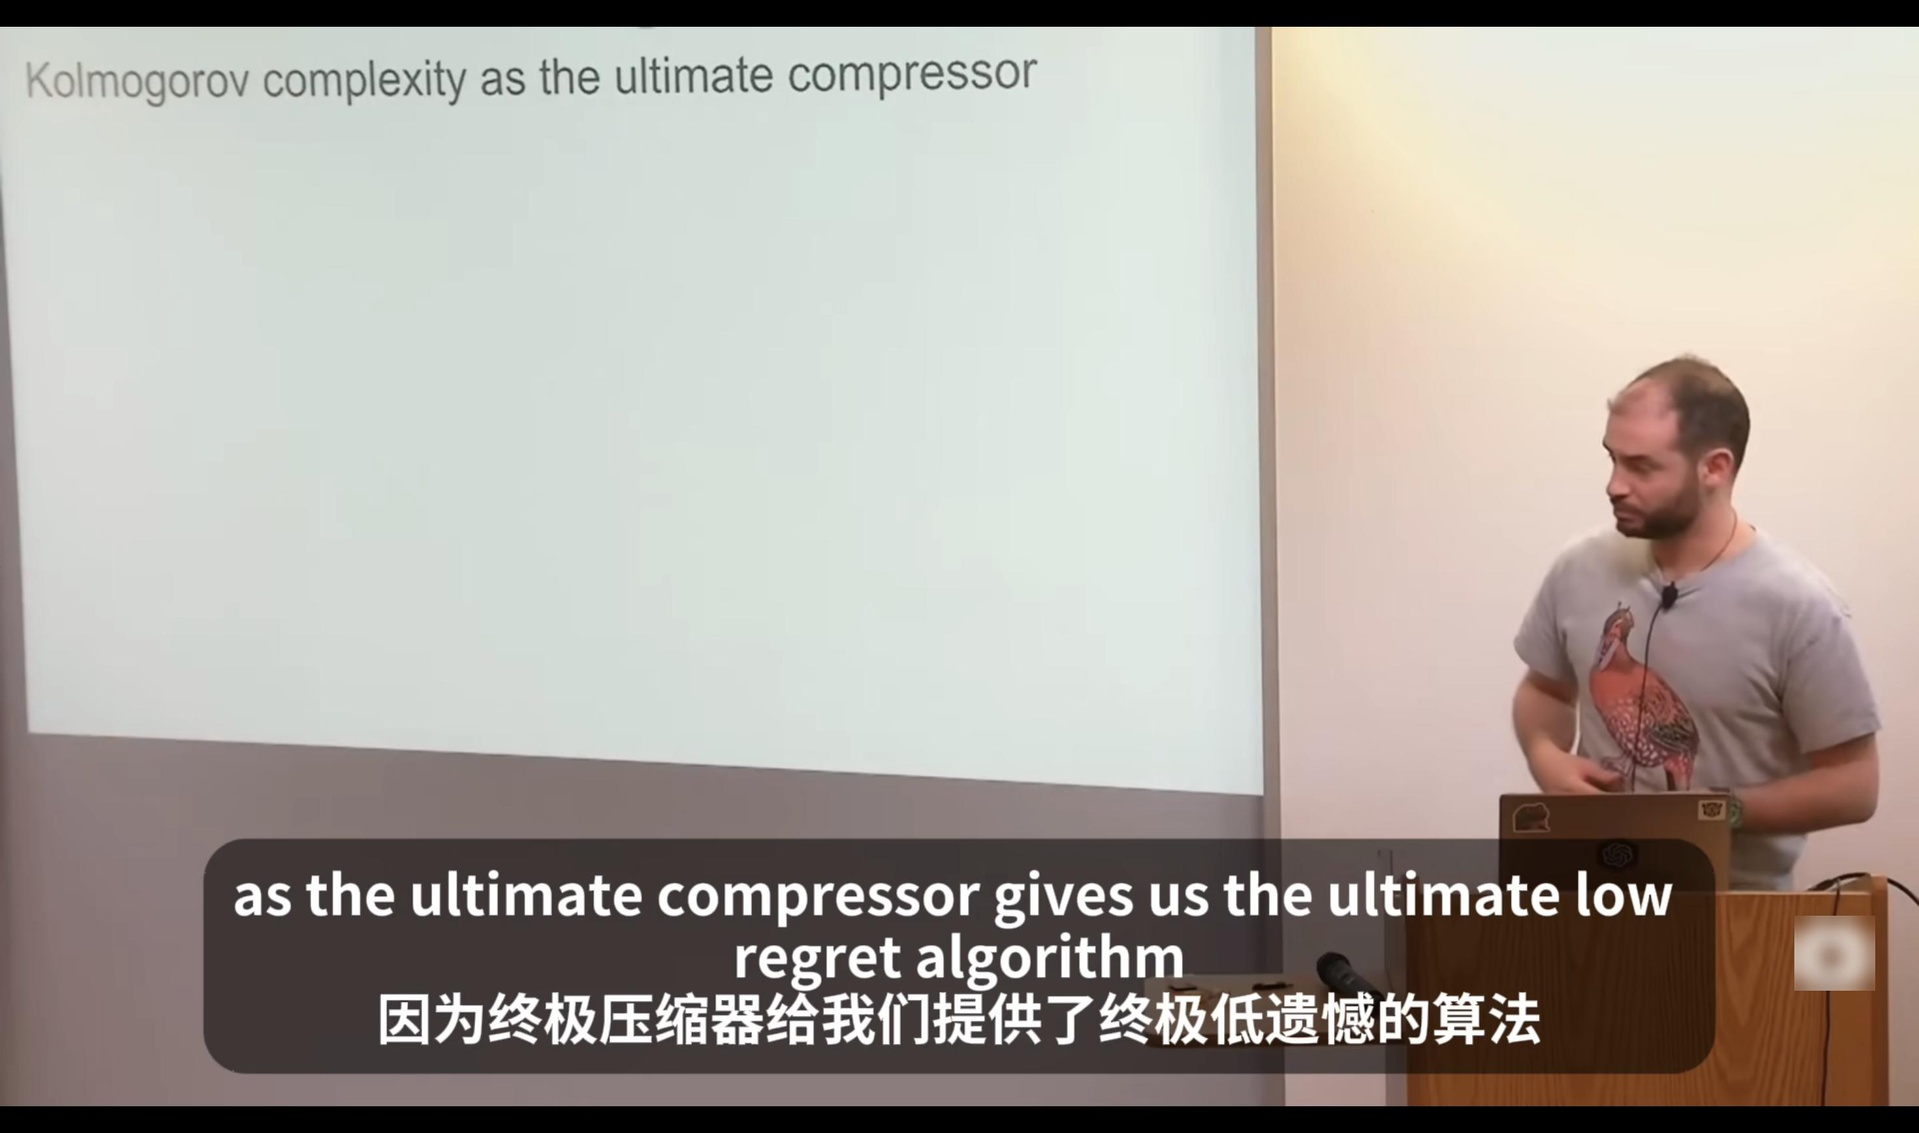 Kolmogorov complexity as the ultimate compressor
as the ultimate compressor gives us the ultimate low
regret algorithm
因为终极压缩器给我们提供了终极低遗憾的算法